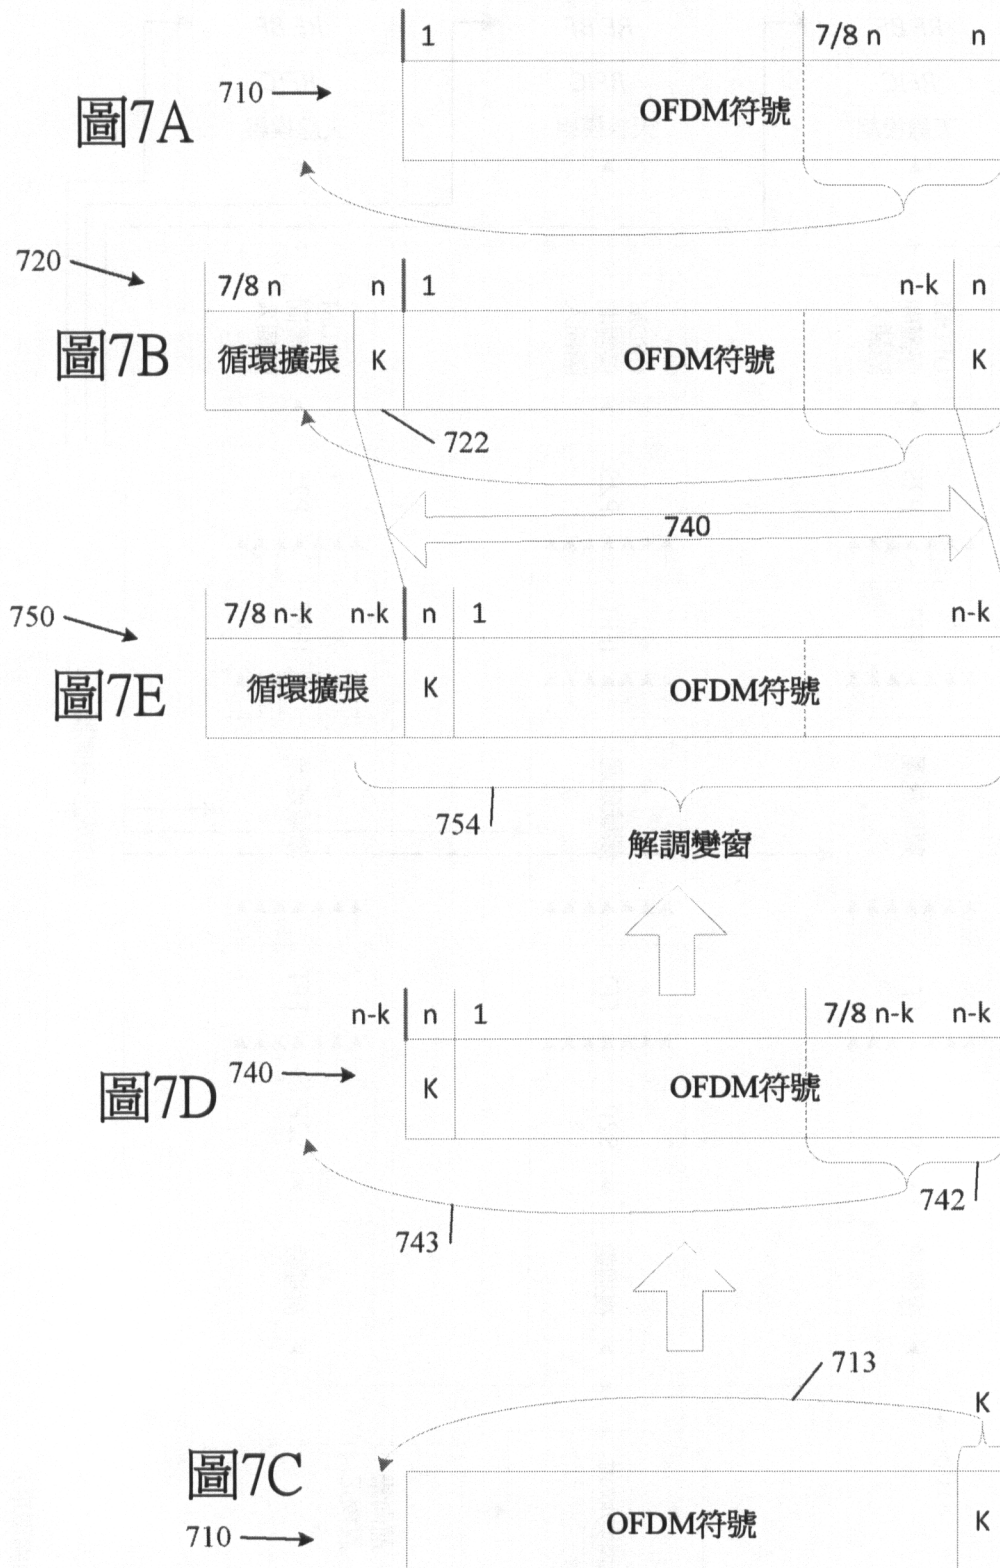 1 7/8 n n
710
圖7A
OFDM符號
720
7/8 n n 1 n-k n
圖7B
循環擴張 K OFDM符號 K
722
740
750
7/8 n-k n-k n 1 n-k
圖7E
循環擴張 K OFDM符號
754
解調變窗
n-k n 1 7/8 n-k n-k
740
圖7D
K OFDM符號
742
743
713
K
圖7C
OFDM符號 K
710